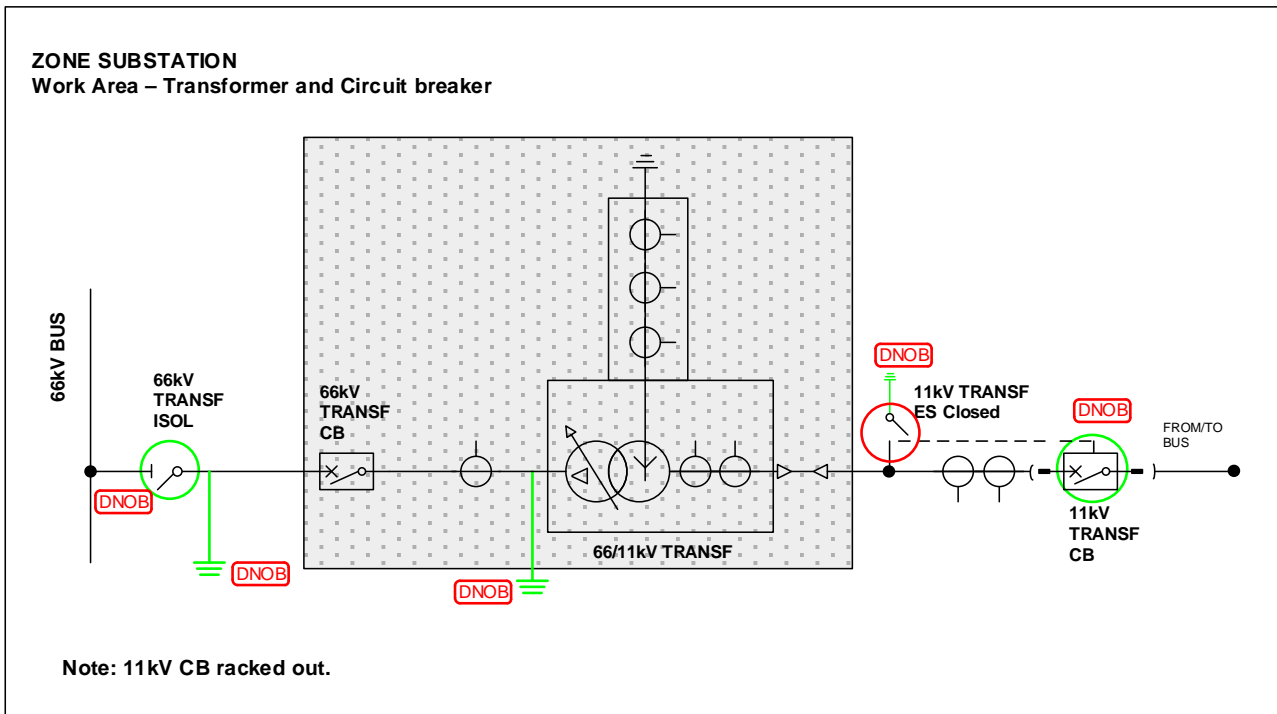 ZONE SUBSTATION
Work Area – Transformer and Circuit breaker
66kV BUS
66kV
TRANSF
ISOL
DNOB
DNOB
66kV
TRANSF
CB
DNOB
66/11kV TRANSF
DNOB
11kV TRANSF
ES Closed
DNOB
FROM/TO
BUS
11kV
TRANSF
CB
Note: 11kV CB racked out.